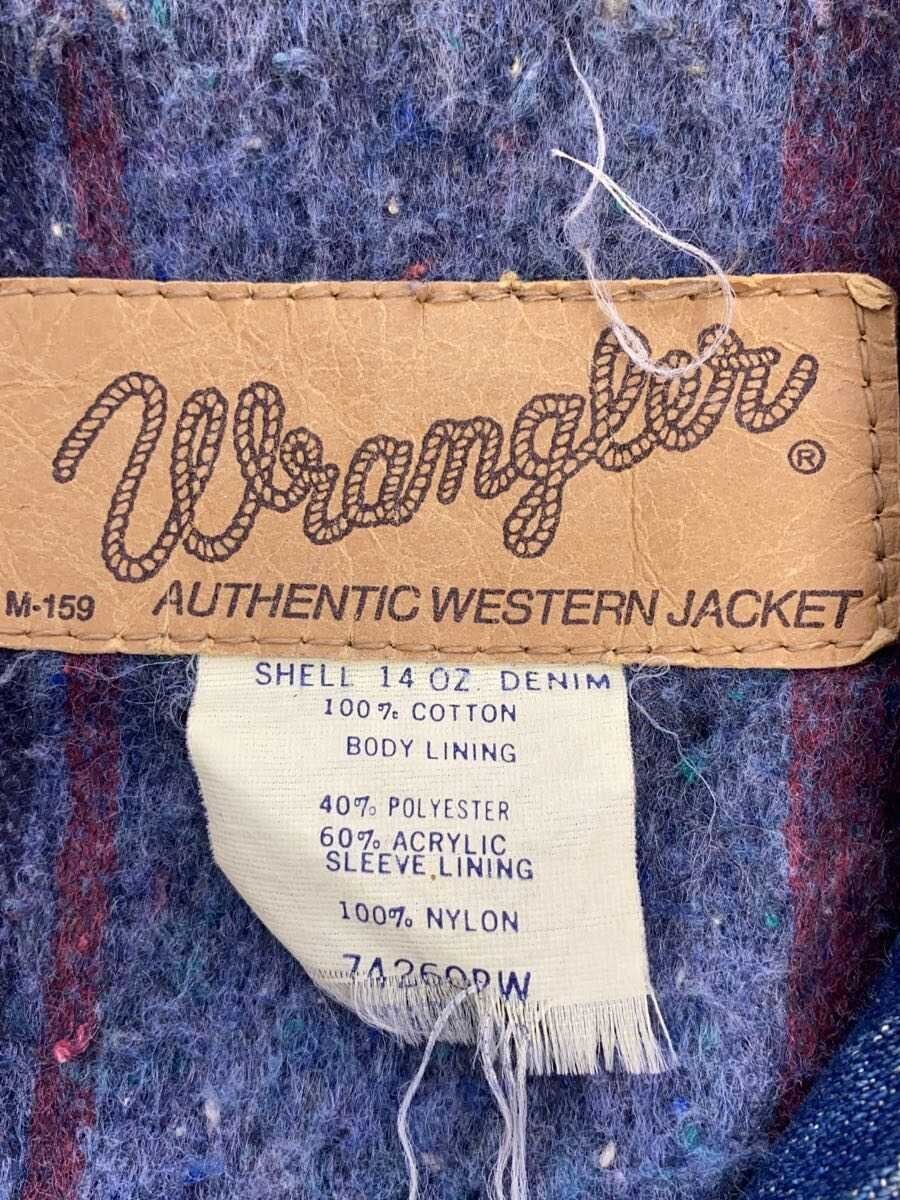 Wrangler®
M-159 AUTHENTIC WESTERN JACKET
SHELL 14 OZ. DENIM
100% COTTON
BODY LINING
40% POLYESTER
60% ACRYLIC
SLEEVE LINING
100% NYLON
74260PW